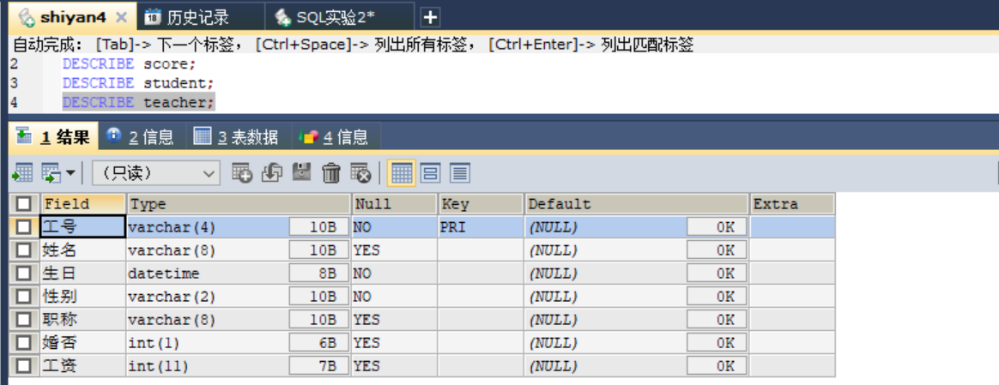 shiyan4 历史记录 SQL实验2*
自动完成: [Tab]-> 下一个标签, [Ctrl+Space]-> 列出所有标签, [Ctrl+Enter]-> 列出匹配标签
2 DESCRIBE score;
3 DESCRIBE student;
4 DESCRIBE teacher;
1 结果 2 信息 3 表数据 4 信息
（只读）
Field Type Null Key Default Extra
工号 varchar(4) 10B NO PRI (NULL) 0K
姓名 varchar(8) 10B YES (NULL) 0K
生日 datetime 8B NO (NULL) 0K
性别 varchar(2) 10B NO (NULL) 0K
职称 varchar(8) 10B YES (NULL) 0K
婚否 int(1) 6B YES (NULL) 0K
工资 int(11) 7B YES (NULL) 0K